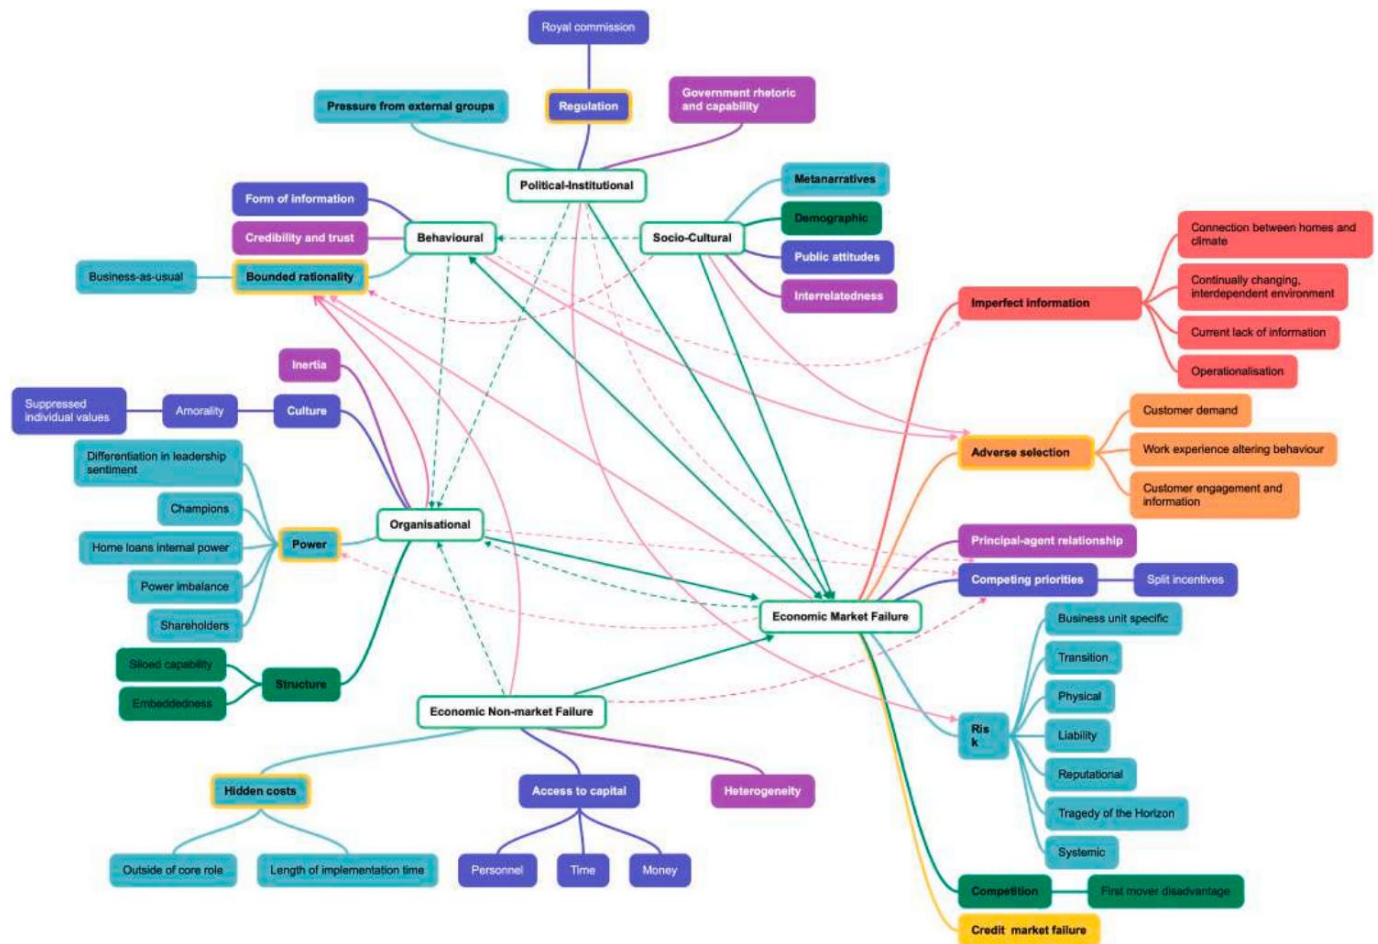 Royal commission
Pressure from external groups
Regulation
Government rhetoric
and capability
Political-Institutional
Metanarratives
Form of information
Demographic
Credibility and trust
Behavioural
Socio-Cultural
Public attitudes
Business-as-usual
Bounded rationality
Interrelatedness
Connection between homes and
climate
Imperfect information
Continually changing,
interdependent environment
Current lack of information
Operationalisation
Inertia
Suppressed
individual values
Amorality
Culture
Customer demand
Adverse selection
Work experience altering behaviour
Customer engagement and
information
Differentiation in leadership
sentiment
Champions
Home loans internal power
Power
Power imbalance
Shareholders
Organisational
Principal-agent relationship
Competing priorities
Split incentives
Economic Market Failure
Siloed capability
Embeddedness
Structure
Business unit specific
Transition
Physical
Ris
k
Liability
Reputational
Tragedy of the Horizon
Systemic
Economic Non-market Failure
Hidden costs
Access to capital
Heterogeneity
Outside of core role
Length of implementation time
Personnel
Time
Money
Competition
First mover disadvantage
Credit market failure